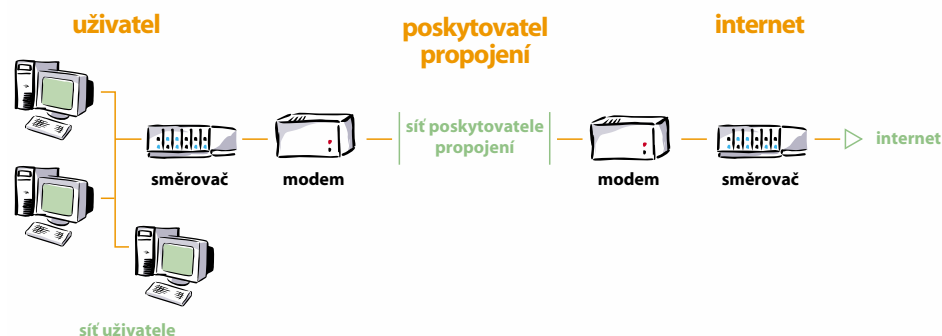 uživatel
poskytovatel
propojení
internet
síť poskytovatele
propojení
internet
směrovač
modem
modem
směrovač
síť uživatele